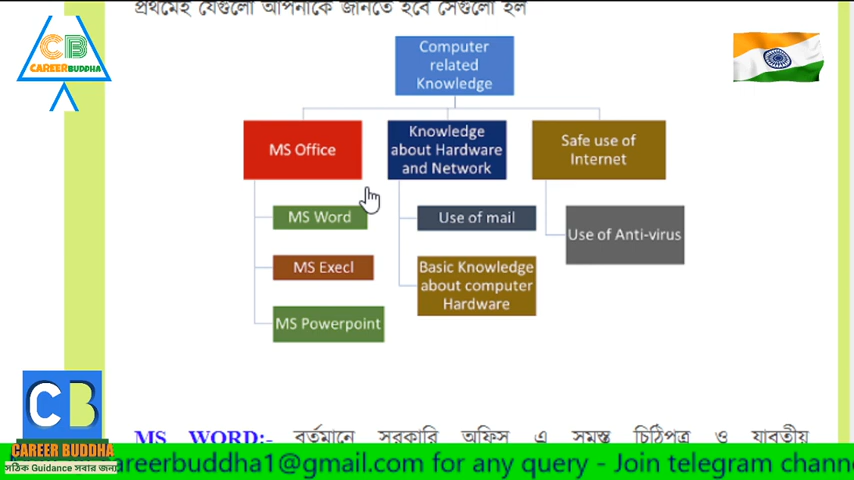 প্রথমেই যেগুলো আপনাকে জানতে হবে সেগুলো হল
CB
CAREERBUDDHA
Computer
related
Knowledge
MS Office
Knowledge
about Hardware
and Network
Safe use of
Internet
MS Word
Use of mail
Use of Anti-virus
MS Execl
Basic Knowledge
about computer
Hardware
MS Powerpoint
CB
CAREER BUDDHA
সঠিক Guidance সবার জন্য
MS WORD:- বর্তমানে সরকারি অফিস এ সমস্ত চিঠিপত্র ও যাবতীয়
careerbuddha1@gmail.com for any query - Join telegram